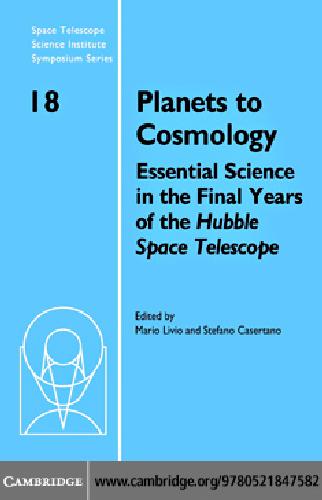 Space Telescope
Science Institute
Symposium Series
18
Planets to
Cosmology
Essential Science
in the Final Years
of the Hubble
Space Telescope
Edited by
Mario Livio and Stefano Casertano
CAMBRIDGE
www.cambridge.org/9780521847582